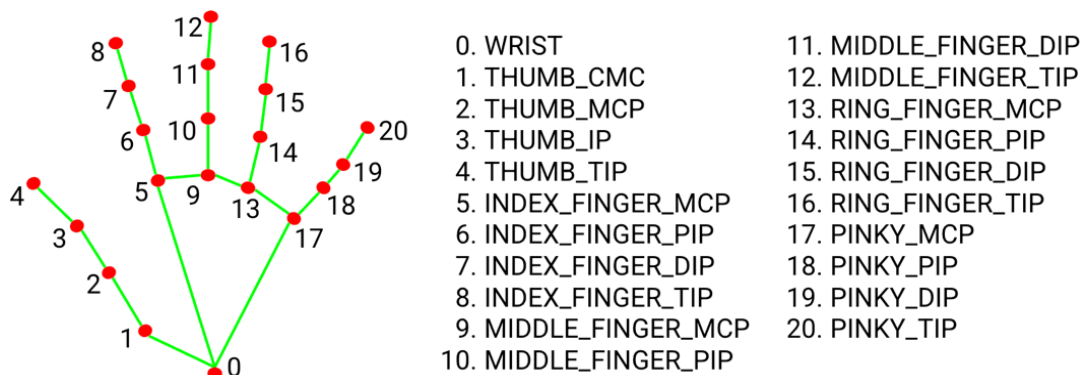 12
8
16
11
7
15
10
6
20
14
19
4
5
9
13
18
3
17
2
1
0
0. WRIST
1. THUMB_CMC
2. THUMB_MCP
3. THUMB_IP
4. THUMB_TIP
5. INDEX_FINGER_MCP
6. INDEX_FINGER_PIP
7. INDEX_FINGER_DIP
8. INDEX_FINGER_TIP
9. MIDDLE_FINGER_MCP
10. MIDDLE_FINGER_PIP
11. MIDDLE_FINGER_DIP
12. MIDDLE_FINGER_TIP
13. RING_FINGER_MCP
14. RING_FINGER_PIP
15. RING_FINGER_DIP
16. RING_FINGER_TIP
17. PINKY_MCP
18. PINKY_PIP
19. PINKY_DIP
20. PINKY_TIP